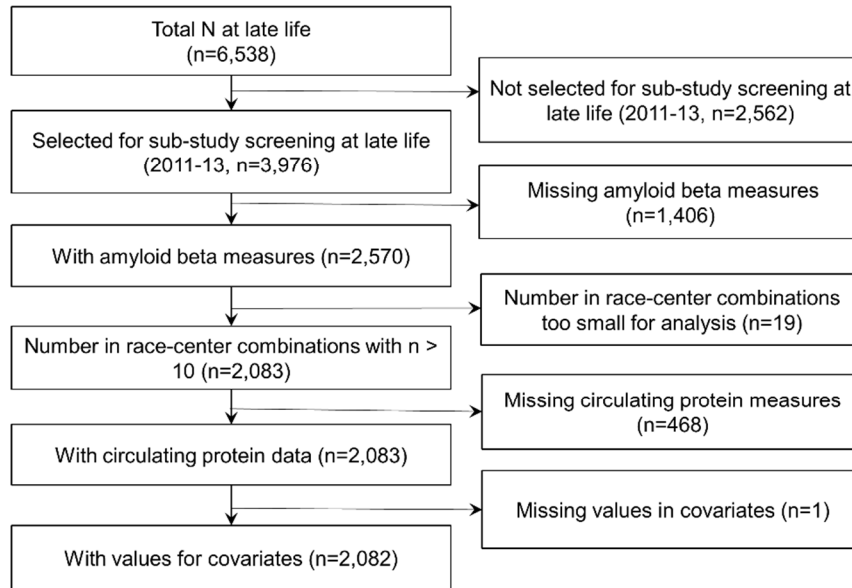 Total N at late life
(n=6,538)
Not selected for sub-study screening at
late life (2011-13, n=2,562)
Selected for sub-study screening at late life
(2011-13, n=3,976)
Missing amyloid beta measures
(n=1,406)
With amyloid beta measures (n=2,570)
Number in race-center combinations
too small for analysis (n=19)
Number in race-center combinations with n >
10 (n=2,083)
Missing circulating protein measures
(n=468)
With circulating protein data (n=2,083)
Missing values in covariates (n=1)
With values for covariates (n=2,082)